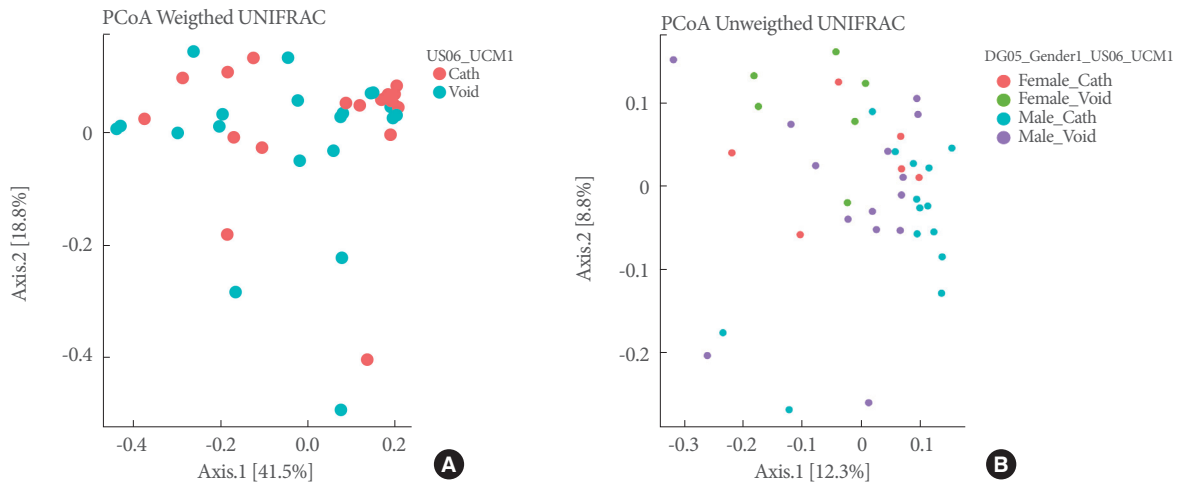 PCoA Weigthed UNIFRAC
US06_UCM1
Cath
Void
0
-0.2
-0.4
Axis.2 [18.8%]
-0.4
-0.2
0.0
0.2
Axis.1 [41.5%]
A
PCoA Unweigthed UNIFRAC
DG05_Gender1_US06_UCM1
Female_Cath
Female_Void
Male_Cath
Male_Void
0.1
0
-0.1
-0.2
Axis.2 [8.8%]
-0.3
-0.2
-0.1
0
0.1
Axis.1 [12.3%]
B